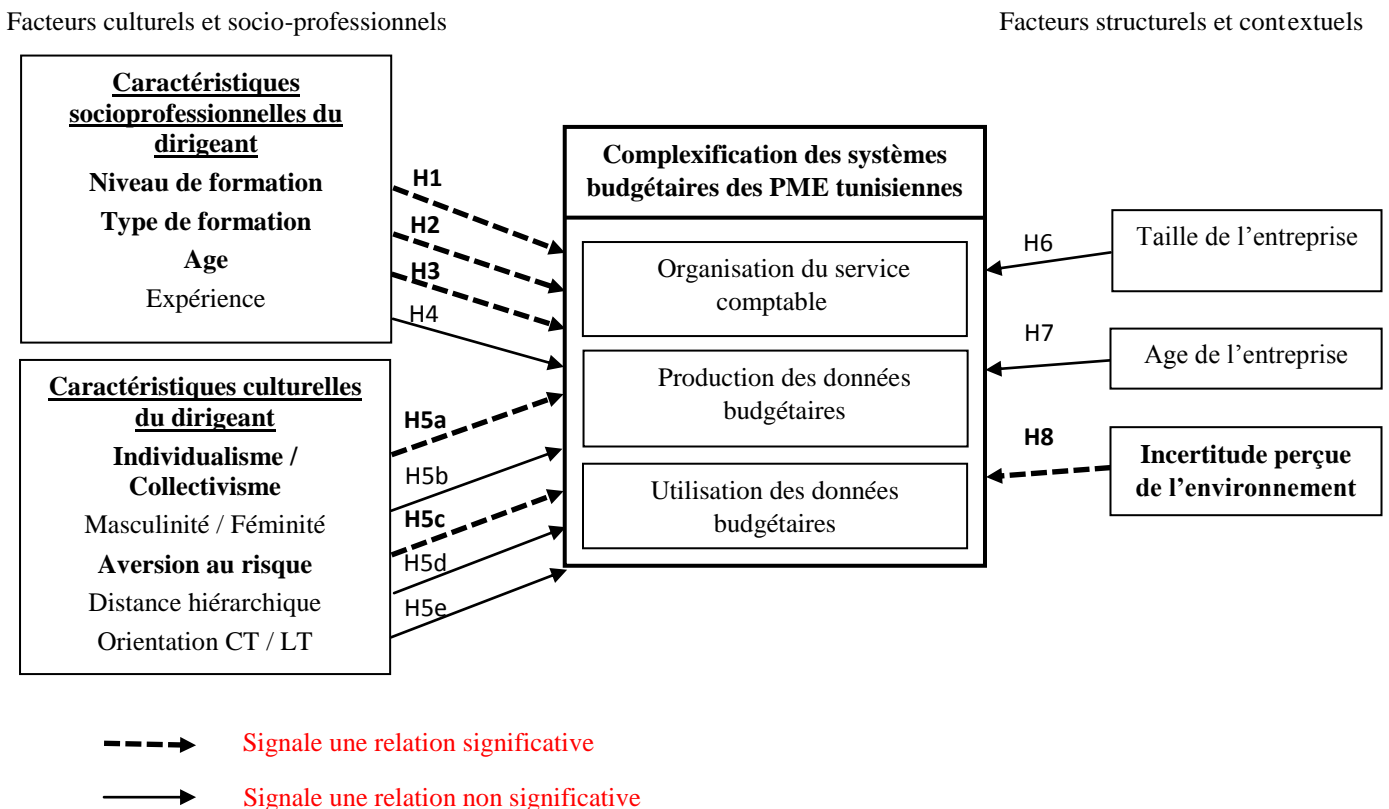 Facteurs culturels et socio-professionnels
Facteurs structurels et contextuels
Caractéristiques
socioprofessionnelles du
dirigeant
Niveau de formation
Type de formation
Age
Expérience
H1
H2
H3
H4
Caractéristiques culturelles
du dirigeant
Individualisme /
Collectivisme
Masculinité / Féminité
Aversion au risque
Distance hiérarchique
Orientation CT / LT
H5a
H5b
H5c
H5d
H5e
Complexification des systèmes
budgétaires des PME tunisiennes
Organisation du service
comptable
Production des données
budgétaires
Utilisation des données
budgétaires
H6
Taille de l’entreprise
H7
Age de l’entreprise
H8
Incertitude perçue
de l’environnement
Signale une relation significative
Signale une relation non significative